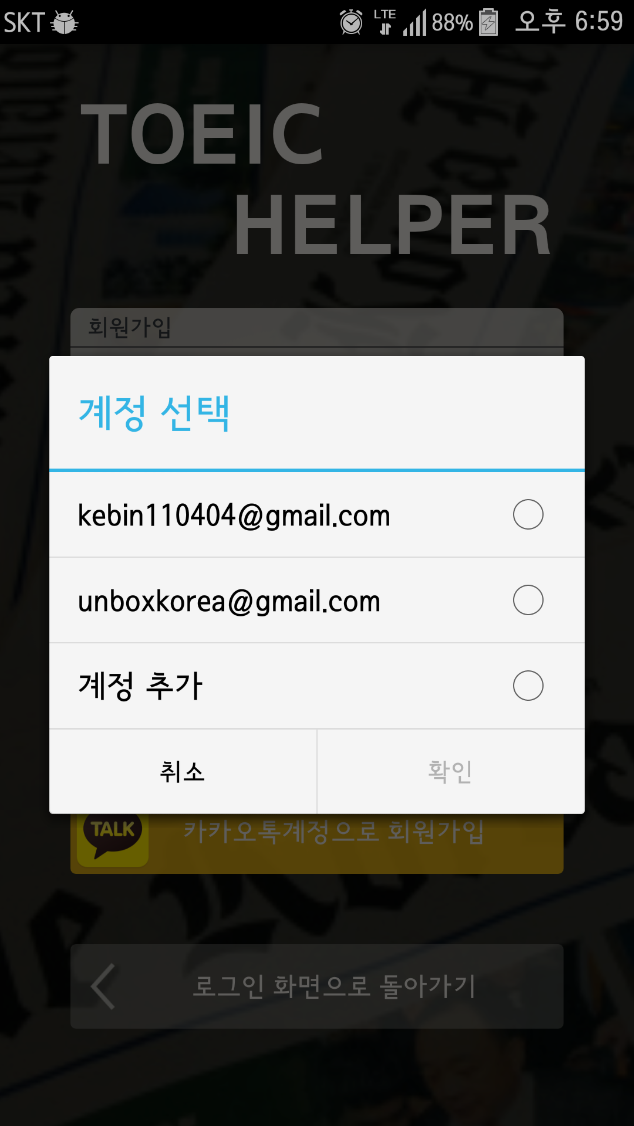 SKT LTE 88% 오후 6:59
TOEIC
HELPER
회원가입
계정 선택
kebin110404@gmail.com
unboxkorea@gmail.com
계정 추가
취소 확인
TALK 카카오톡계정으로 회원가입
로그인 화면으로 돌아가기